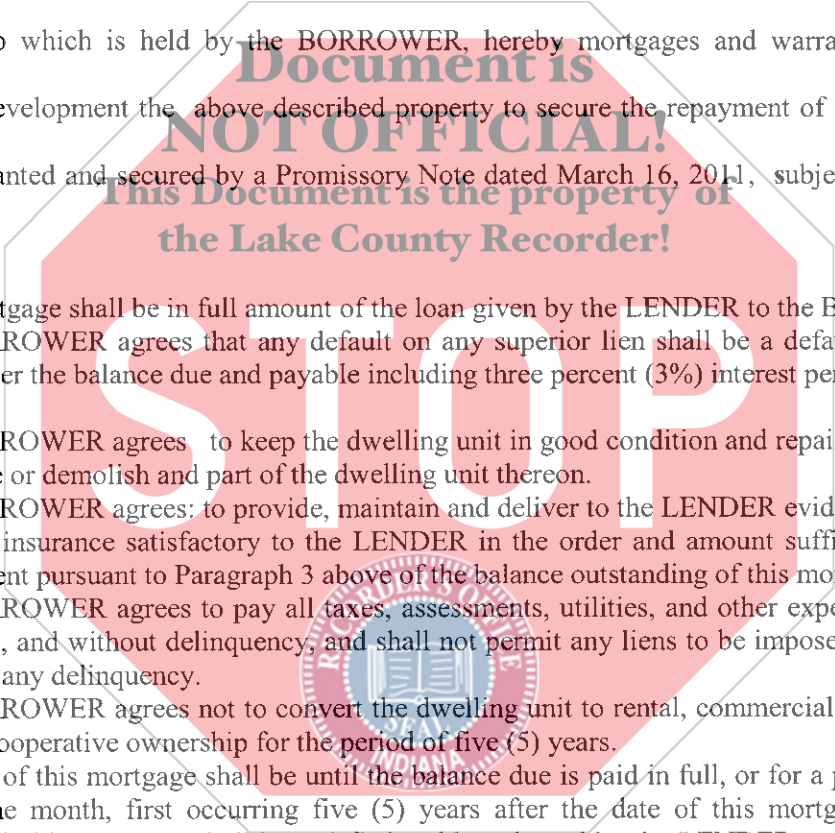 which is held by the BORROWER, hereby mortgages and warra
Document is
evelopment the above described property to secure the repayment of
NOT OFFICIAL!
anted and secured by a Promissory Note dated March 16, 2011, subje
This Document is the property of
the Lake County Recorder!
tgage shall be in full amount of the loan given by the LENDER to the B
ROWER agrees that any default on any superior lien shall be a defa
er the balance due and payable including three percent (3%) interest pe
STOP
ROWER agrees to keep the dwelling unit in good condition and repai
e or demolish and part of the dwelling unit thereon.
ROWER agrees: to provide, maintain and deliver to the LENDER evid
insurance satisfactory to the LENDER in the order and amount suffi
ent pursuant to Paragraph 3 above of the balance outstanding of this mo
ROWER agrees to pay all taxes, assessments, utilities, and other expe
, and without delinquency, and shall not permit any liens to be impose
any delinquency.
ROWER agrees not to convert the dwelling unit to rental, commercial
ooperative ownership for the period of five (5) years.
RECORDER'S OFFICE
SEAL
INDIANA
of this mortgage shall be until the balance due is paid in full, or for a p
e month, first occurring five (5) years after the date of this mortg